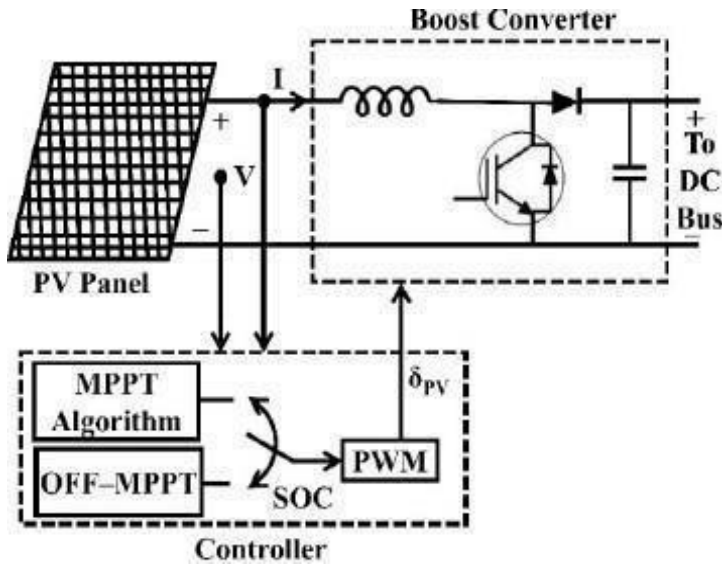 Boost Converter
I
+
V
−
PV Panel
+
To
DC
Bus
−
δPV
MPPT
Algorithm
OFF–MPPT
SOC
PWM
Controller